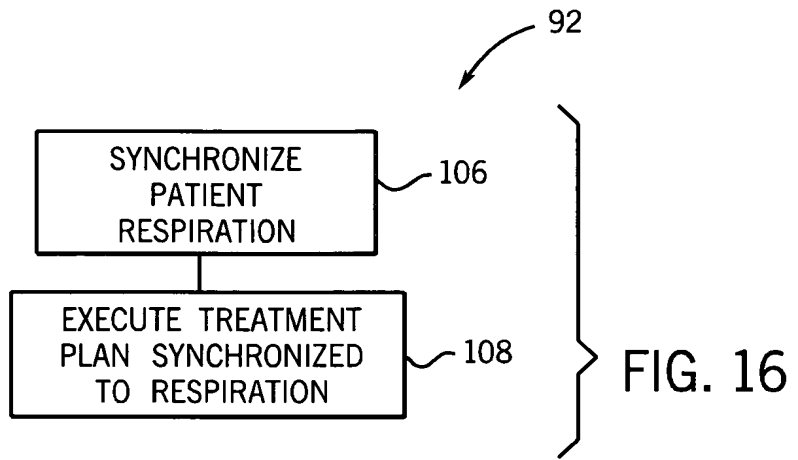 92
SYNCHRONIZE
PATIENT
RESPIRATION
106
EXECUTE TREATMENT
PLAN SYNCHRONIZED
TO RESPIRATION
108
FIG. 16